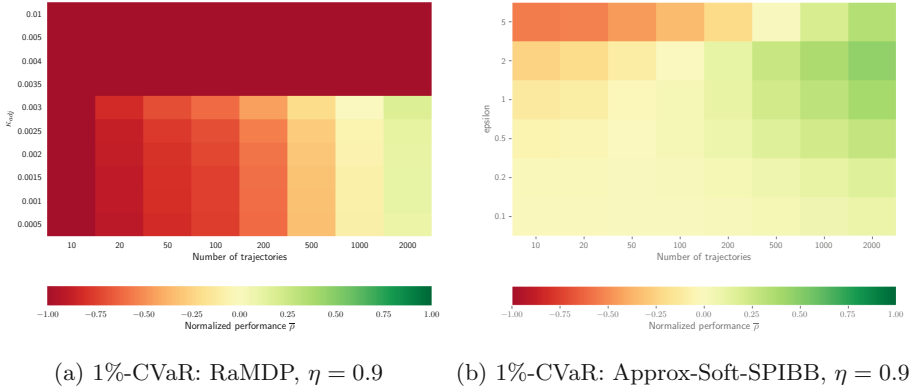 0.01
0.005
0.004
0.0035
0.003
0.0025
0.002
0.0015
0.001
0.0005
κadj
10 20 50 100 200 500 1000 2000
Number of trajectories
−1.00 −0.75 −0.50 −0.25 0.00 0.25 0.50 0.75 1.00
Normalized performance ρ̅
(a) 1%-CVaR: RaMDP, η = 0.9
5
2
1
0.5
0.2
0.1
epsilon
10 20 50 100 200 500 1000 2000
Number of trajectories
−1.00 −0.75 −0.50 −0.25 0.00 0.25 0.50 0.75 1.00
Normalized performance ρ̅
(b) 1%-CVaR: Approx-Soft-SPIBB, η = 0.9